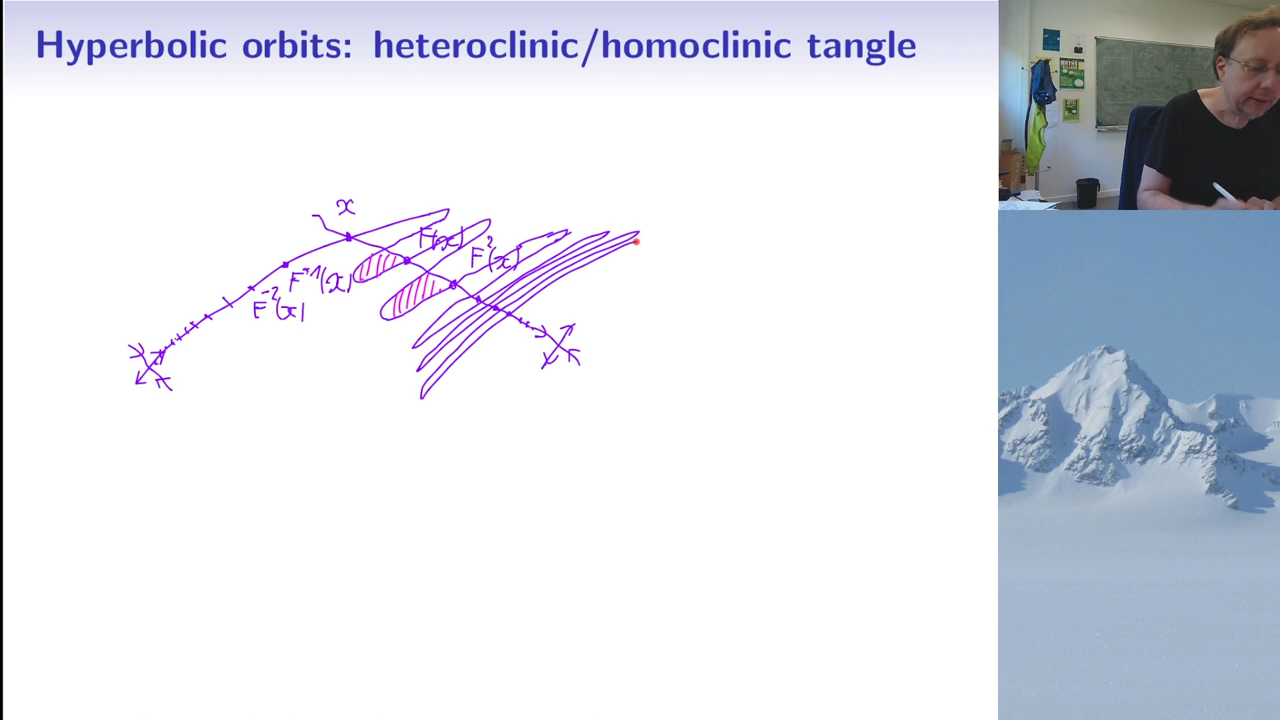 Hyperbolic orbits: heteroclinic/homoclinic tangle
x
F(x)
F²(x)
F⁻¹(x)
F⁻²(x)